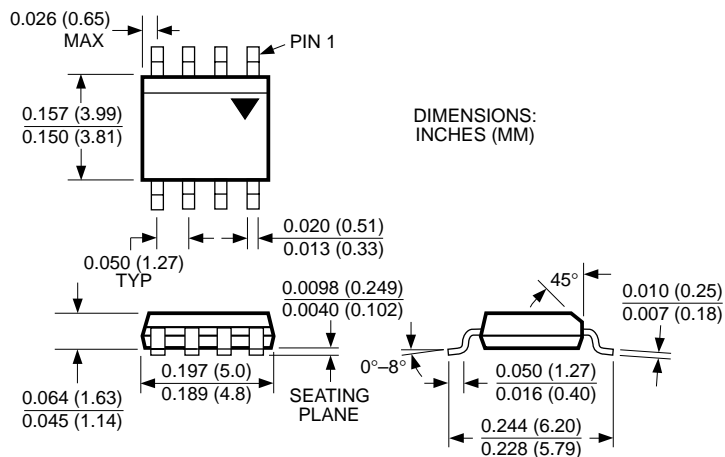 0.026 (0.65)
MAX
PIN 1
0.157 (3.99)
0.150 (3.81)
DIMENSIONS:
INCHES (MM)
0.020 (0.51)
0.013 (0.33)
0.050 (1.27)
TYP
0.0098 (0.249)
0.0040 (0.102)
45°
0.010 (0.25)
0.007 (0.18)
0°–8°
0.064 (1.63)
0.045 (1.14)
0.197 (5.0)
0.189 (4.8)
SEATING
PLANE
0.050 (1.27)
0.016 (0.40)
0.244 (6.20)
0.228 (5.79)